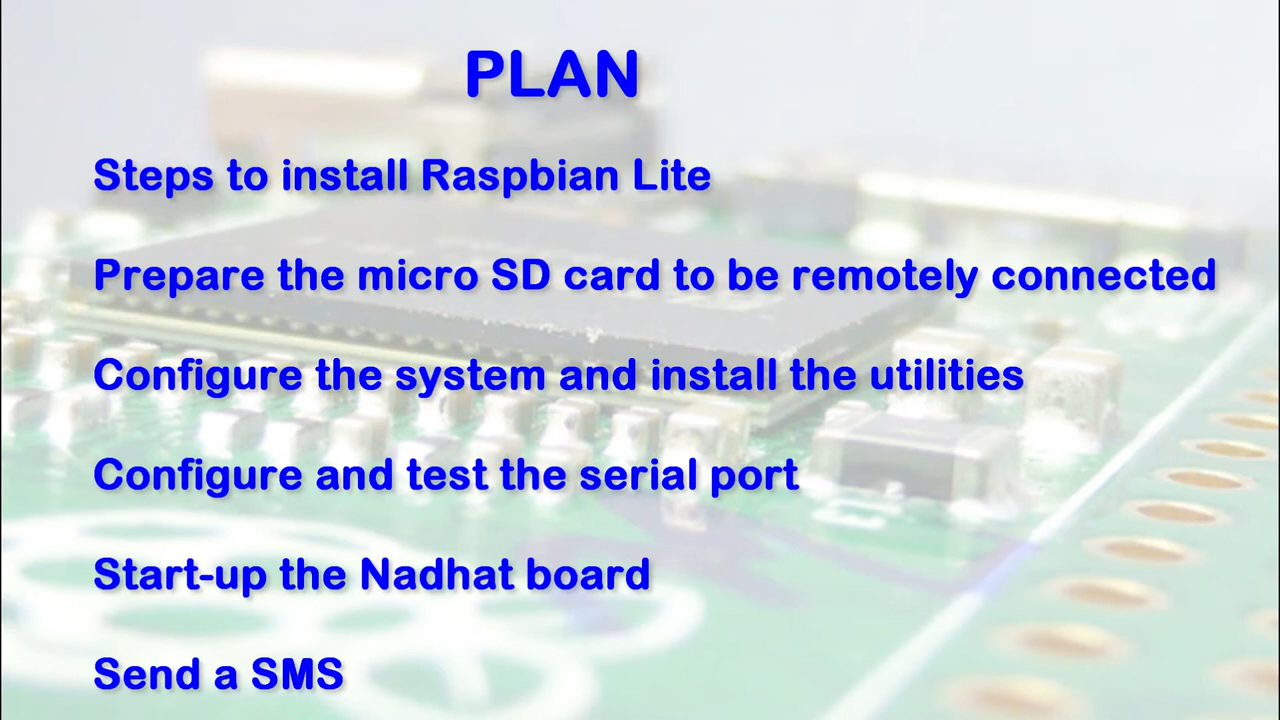 PLAN
Steps to install Raspbian Lite
Prepare the micro SD card to be remotely connected
Configure the system and install the utilities
Configure and test the serial port
Start-up the Nadhat board
Send a SMS